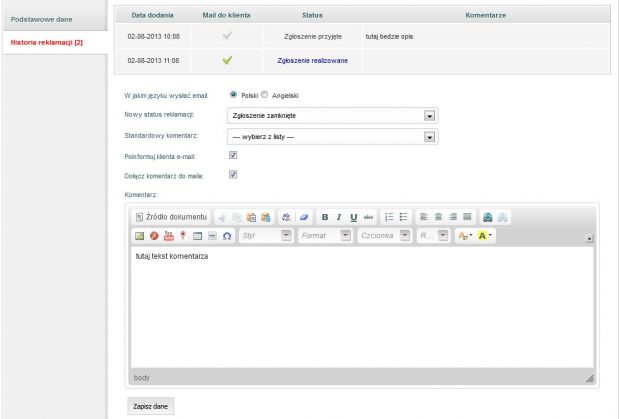 Podstawowe dane
Historia reklamacji [2]
Data dodania Mail do klienta Status Komentarze
02-08-2013 10:08 Zgłoszenie przyjęte tutaj bedzie opis
02-08-2013 11:08 Zgłoszenie realizowane
W jakim języku wysłać email: Polski Angielski
Nowy status reklamacji: Zgłoszenie zamknięte
Standardowy komentarz: --- wybierz z listy ---
Poinformuj klienta e-mail:
Dołącz komentarz do maila:
Komentarz:
Źródło dokumentu B I U abc
You Tube Ω Styl Format Czcionka R... A A
tutaj tekst komentarza
body
Zapisz dane